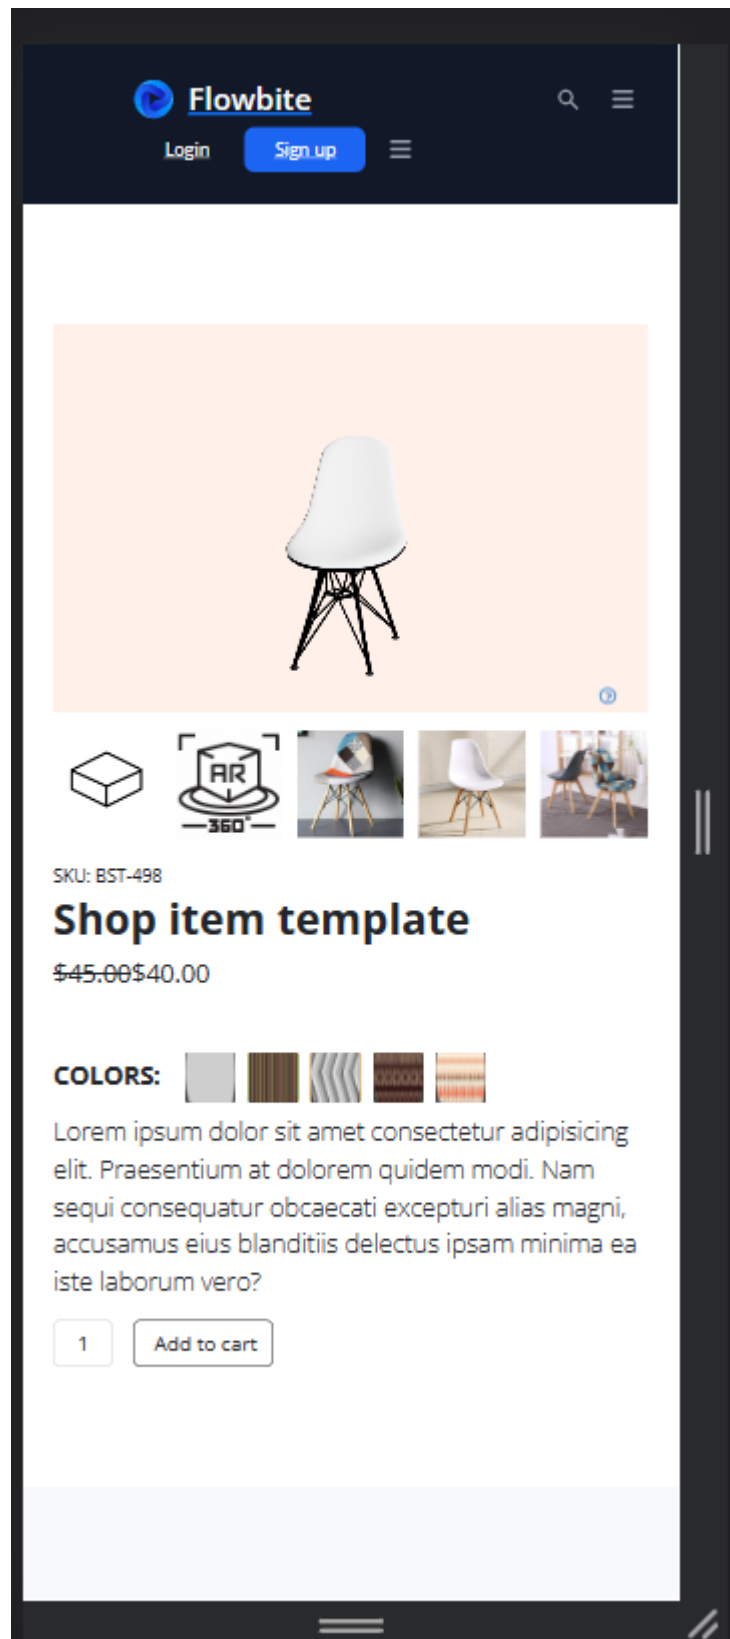 Flowbite
Login Sign up
AR
360°
SKU: BST-498
Shop item template
$45.00$40.00
COLORS:
Lorem ipsum dolor sit amet consectetur adipisicing
elit. Praesentium at dolorem quidem modi. Nam
sequi consequatur obcaecati excepturi alias magni,
accusamus eius blanditiis delectus ipsam minima ea
iste laborum vero?
1 Add to cart